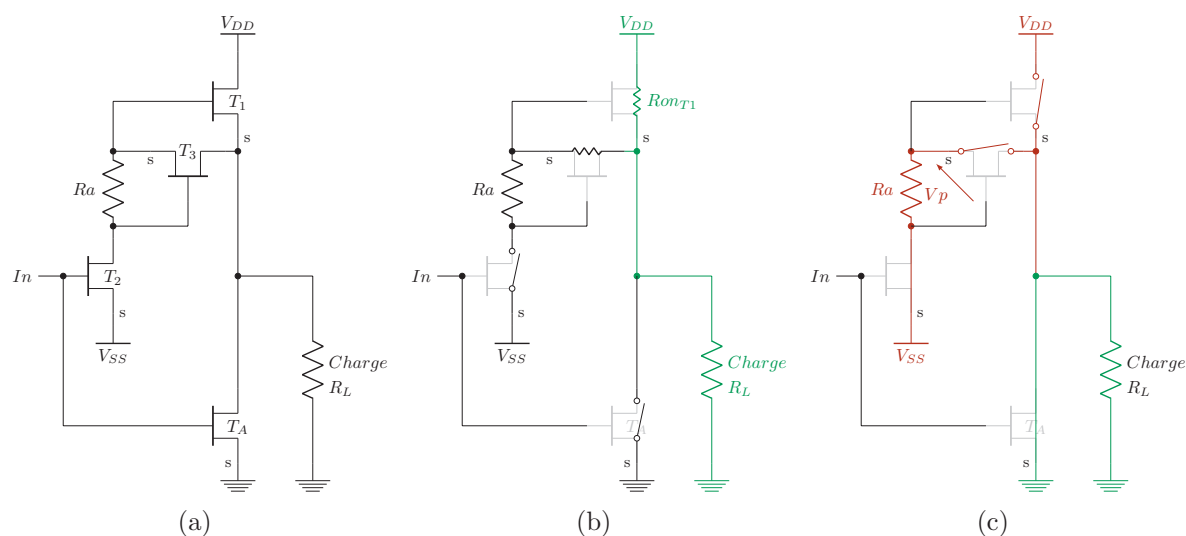 V_DD
T_1
s
T_3
s
Ra
In
T_2
s
V_SS
Charge
R_L
T_A
s
(a)
V_DD
Ron_T1
s
s
Ra
In
V_SS
Charge
R_L
T_A
s
(b)
V_DD
s
s
Ra
Vp
In
s
V_SS
Charge
R_L
T_A
s
(c)